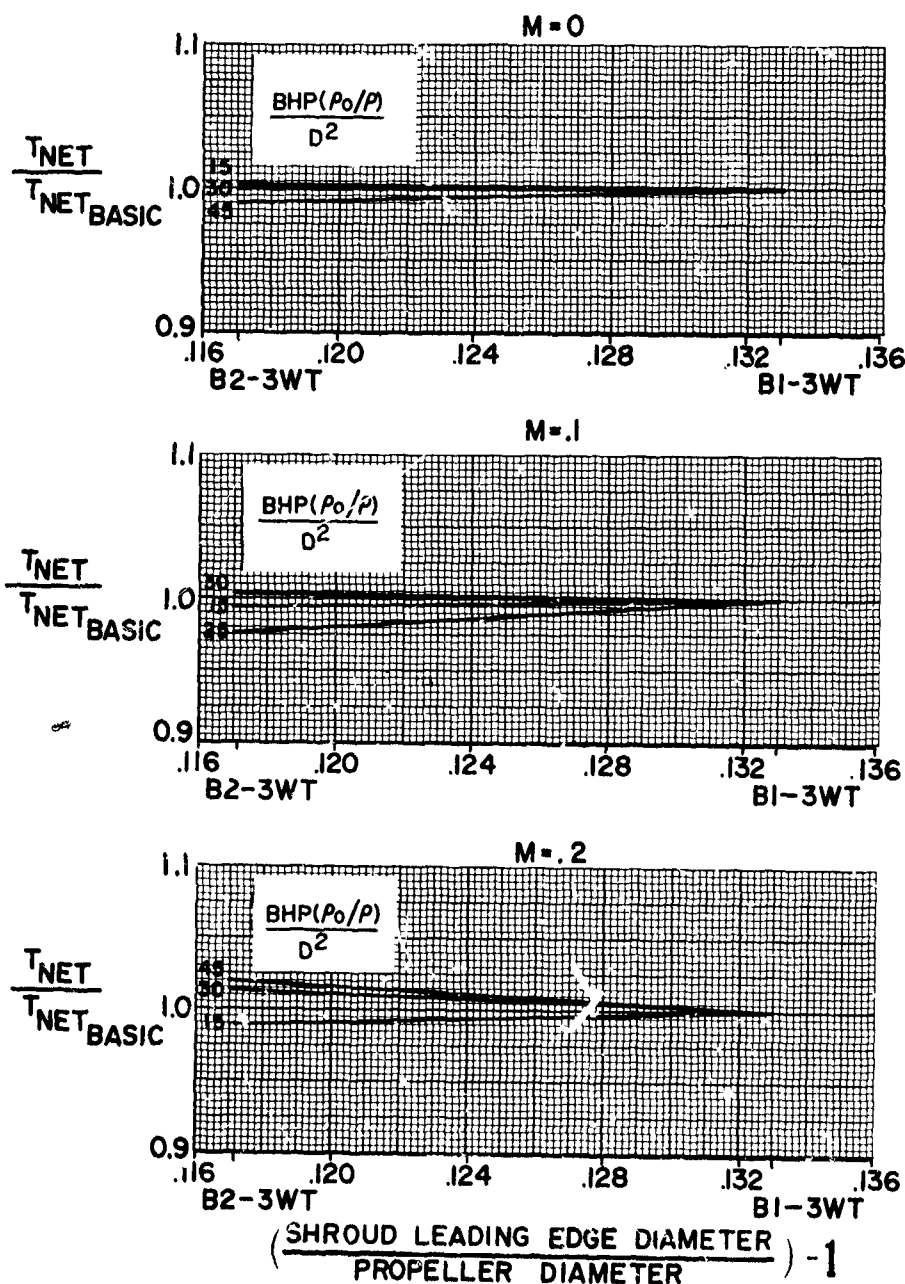 M=0
1.1
BHP(ρo/ρ)
D²
TNET
TNETBASIC
15
1.0
30
45
0.9
.116 .120 .124 .128 .132 .136
B2-3WT B1-3WT
M=.1
1.1
BHP(ρo/ρ)
D²
TNET
TNETBASIC
30
1.0
15
0.9
.116 .120 .124 .128 .132 .136
B2-3WT B1-3WT
M=.2
1.1
BHP(ρo/ρ)
D²
TNET
TNETBASIC
45
30
1.0
15
0.9
.116 .120 .124 .128 .132 .136
B2-3WT B1-3WT
(SHROUD LEADING EDGE DIAMETER
PROPELLER DIAMETER) -1